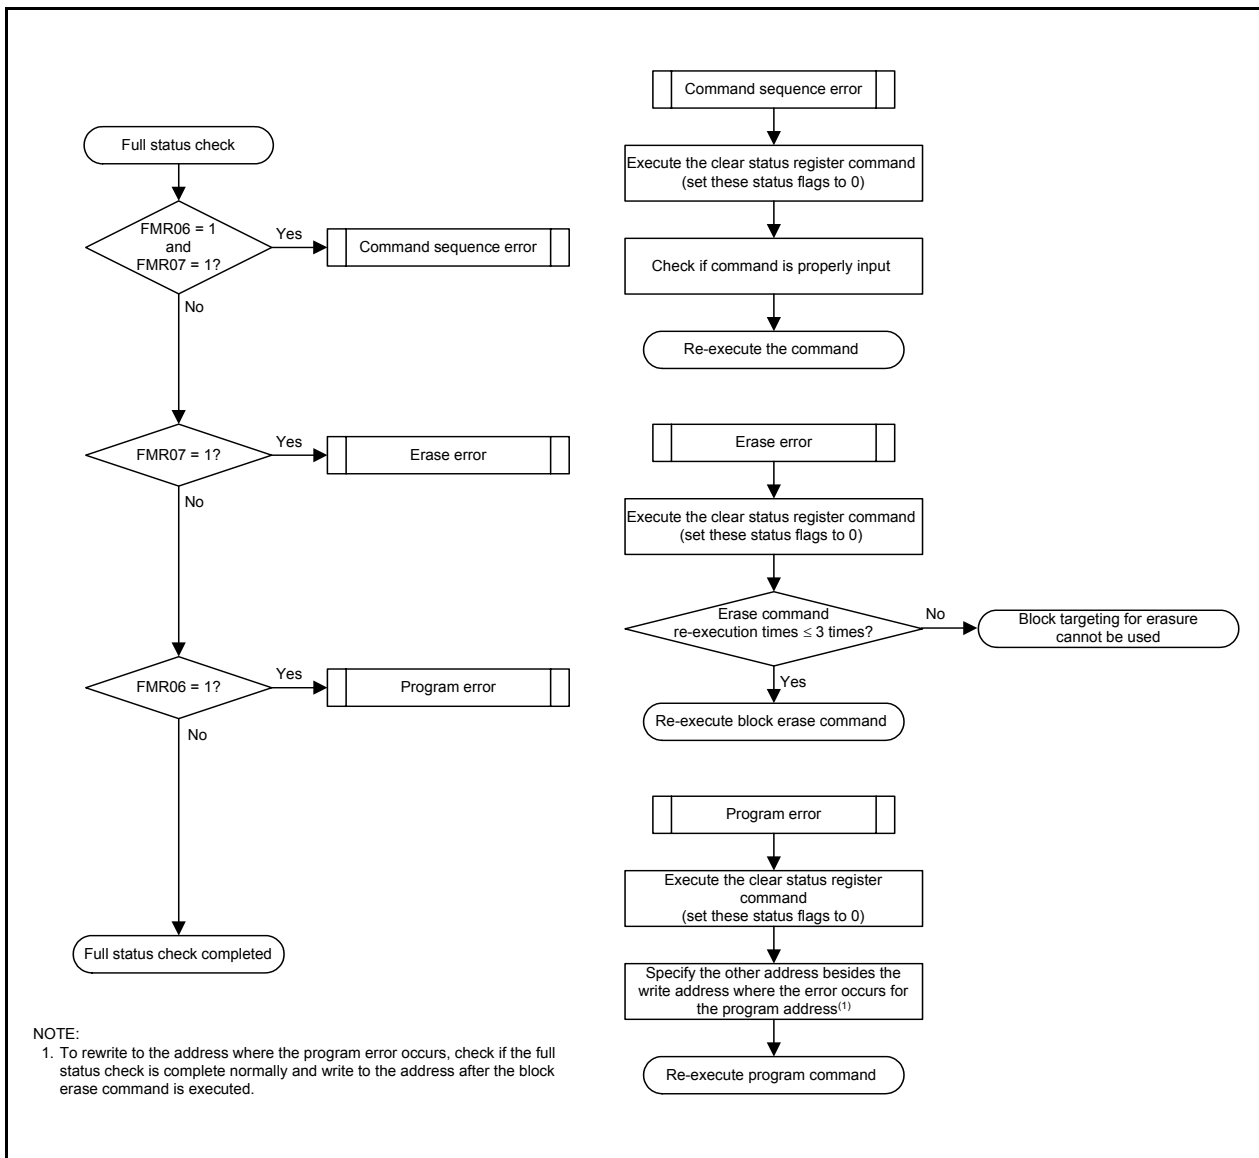 Full status check
FMR06 = 1
and
FMR07 = 1?
Yes
Command sequence error
No
FMR07 = 1?
Yes
Erase error
No
FMR06 = 1?
Yes
Program error
No
Full status check completed
NOTE:
1. To rewrite to the address where the program error occurs, check if the full
status check is complete normally and write to the address after the block
erase command is executed.
Command sequence error
Execute the clear status register command
(set these status flags to 0)
Check if command is properly input
Re-execute the command
Erase error
Execute the clear status register command
(set these status flags to 0)
Erase command
re-execution times ≤ 3 times?
No
Block targeting for erasure
cannot be used
Yes
Re-execute block erase command
Program error
Execute the clear status register
command
(set these status flags to 0)
Specify the other address besides the
write address where the error occurs for
the program address(1)
Re-execute program command